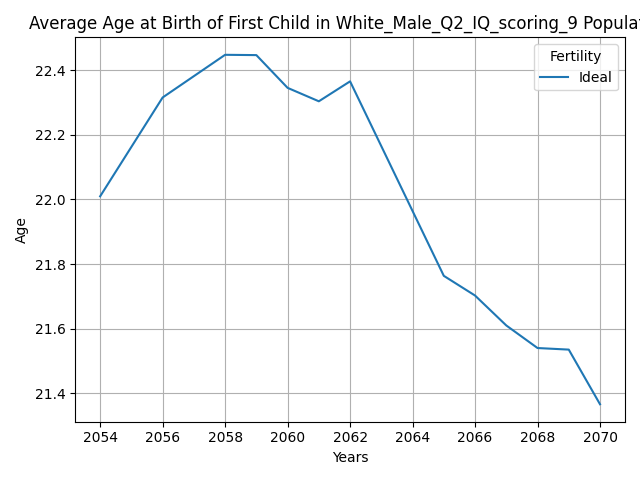 Average Age at Birth of First Child in White_Male_Q2_IQ_scoring_9
Fertility
Ideal
22.4
22.2
22.0
21.8
21.6
21.4
Age
2054 2056 2058 2060 2062 2064 2066 2068 2070
Years